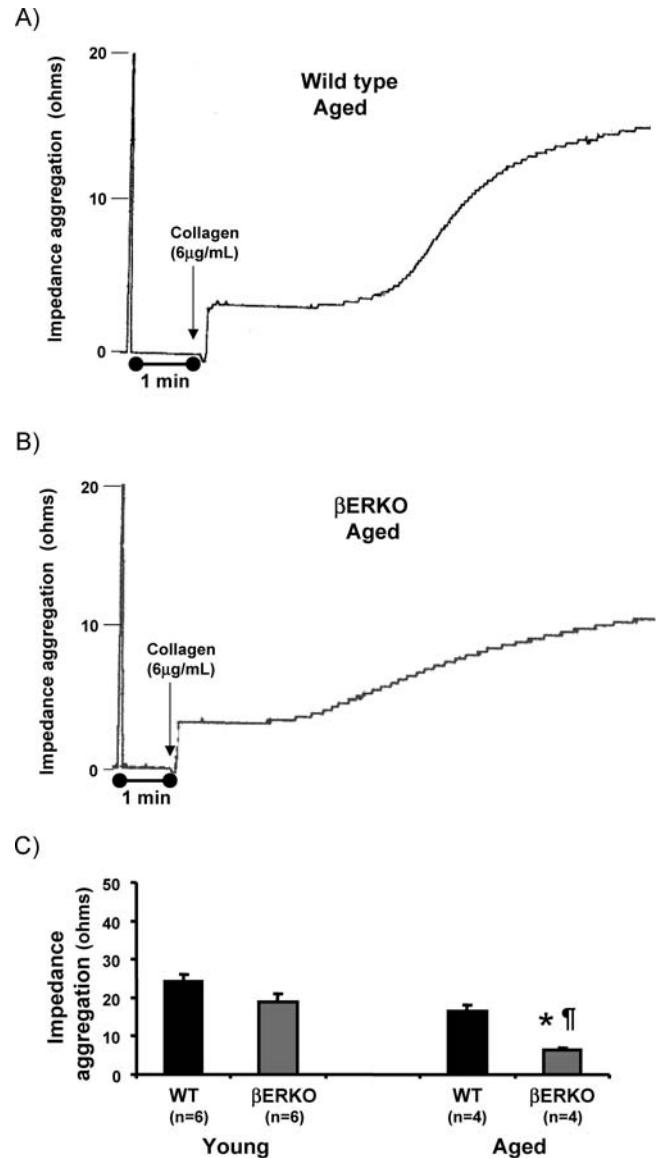 A)
20
10
0
Impedance aggregation (ohms)
Wild type
Aged
Collagen
(6μg/mL)
1 min
B)
20
10
0
Impedance aggregation (ohms)
βERKO
Aged
Collagen
(6μg/mL)
1 min
C)
50
40
30
20
10
0
Impedance
aggregation (ohms)
* ¶
WT βERKO WT βERKO
(n=6) (n=6) (n=4) (n=4)
Young Aged